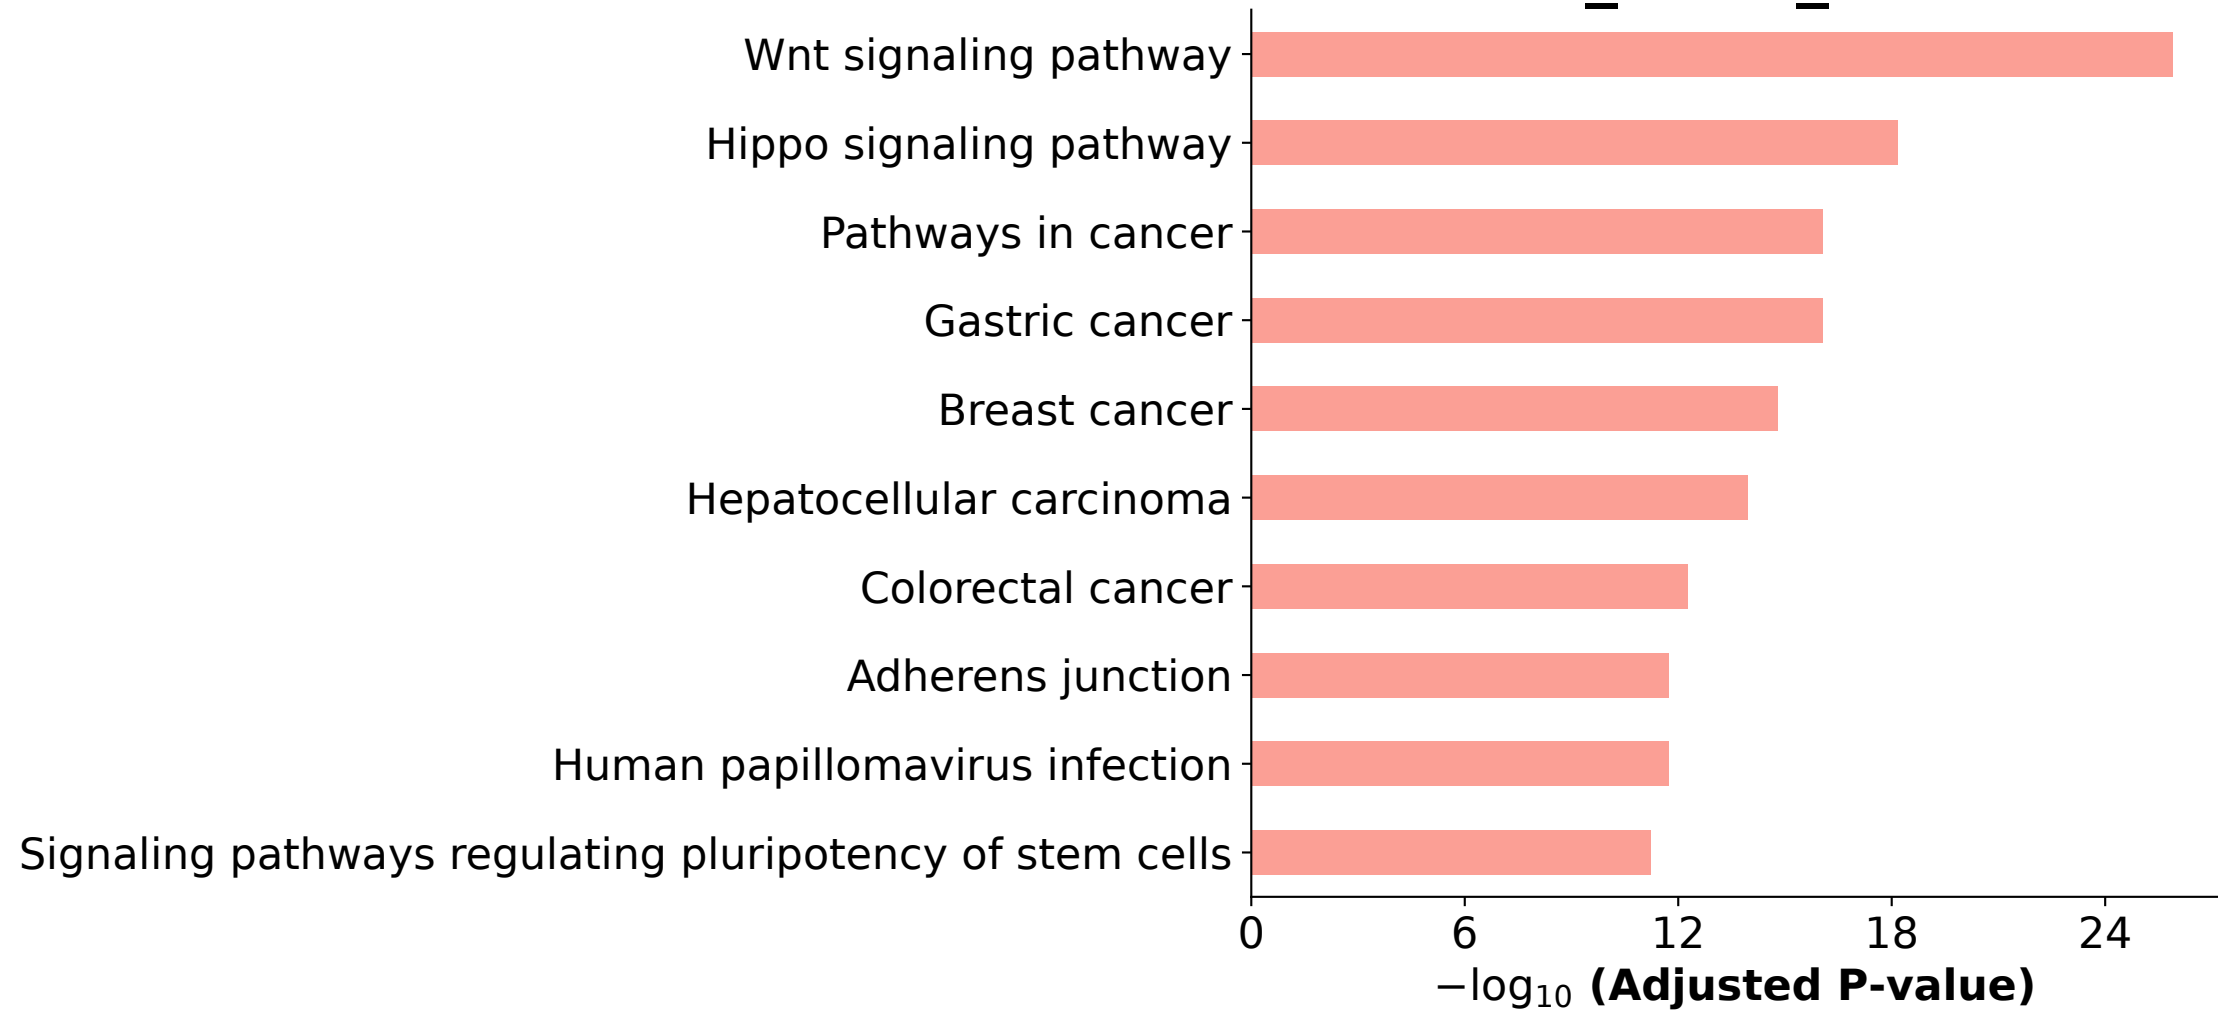 Wnt signaling pathway
Hippo signaling pathway
Pathways in cancer
Gastric cancer
Breast cancer
Hepatocellular carcinoma
Colorectal cancer
Adherens junction
Human papillomavirus infection
Signaling pathways regulating pluripotency of stem cells
0 6 12 18 24
−log₁₀ (Adjusted P-value)